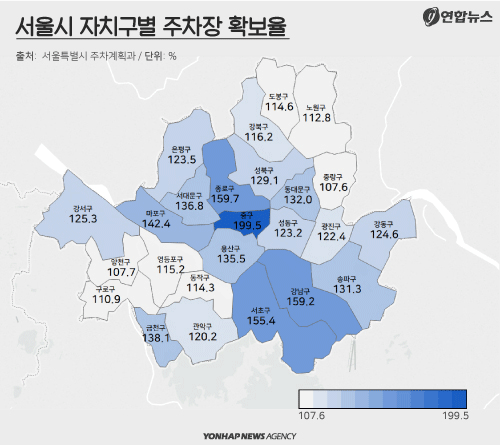 서울시 자치구별 주차장 확보율
연합뉴스
출처: 서울특별시 주차계획과 / 단위: %
도봉구
114.6
노원구
112.8
강북구
116.2
은평구
123.5
성북구
129.1
중랑구
107.6
종로구
159.7
동대문구
132.0
서대문구
136.8
강서구
125.3
마포구
142.4
중구
199.5
성동구
123.2
광진구
122.4
강동구
124.6
용산구
135.5
양천구
107.7
영등포구
115.2
동작구
114.3
송파구
131.3
구로구
110.9
강남구
159.2
서초구
155.4
금천구
138.1
관악구
120.2
107.6
199.5
YONHAP NEWS AGENCY